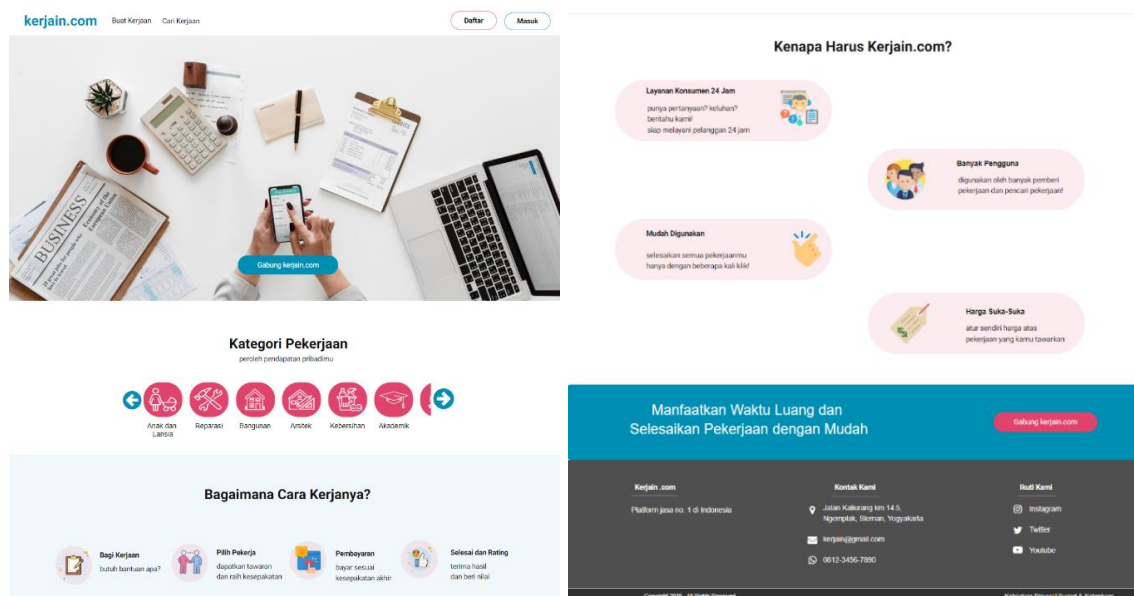 kerjain.com
Buat Kerjaan
Cari Kerjaan
Daftar
Masuk
BUSINESS
Economy of the
European Union
INVOICE
Gabung kerjain.com
Kategori Pekerjaan
peroleh pendapatan pribadimu
Anak dan
Lansia
Reparasi
Bangunan
Arsitek
Kebersihan
Akademik
Bagaimana Cara Kerjanya?
Bagi Kerjaan
butuh bantuan apa?
Pilih Pekerja
dapatkan tawaran
dan raih kesepakatan
Pembayaran
bayar sesuai
kesepakatan akhir
Selesai dan Rating
terima hasil
dan beri nilai
Kenapa Harus Kerjain.com?
Layanan Konsumen 24 Jam
punya pertanyaan? keluhan?
beritahu kami!
siap melayani pelanggan 24 jam
Banyak Pengguna
digunakan oleh banyak pemberi
pekerjaan dan pencari pekerjaan!
Mudah Digunakan
selesaikan semua pekerjaanmu
hanya dengan beberapa kali klik!
Harga Suka-Suka
atur sendiri harga atas
pekerjaan yang kamu tawarkan
Manfaatkan Waktu Luang dan
Selesaikan Pekerjaan dengan Mudah
Gabung kerjain.com
Kerjain .com
Platform jasa no. 1 di Indonesia
Kontak Kami
Jalan Kaliurang km 14.5,
Ngemplak, Sleman, Yogyakarta
kerjain@gmail.com
0812-3456-7890
Ikuti Kami
Instagram
Twitter
Youtube